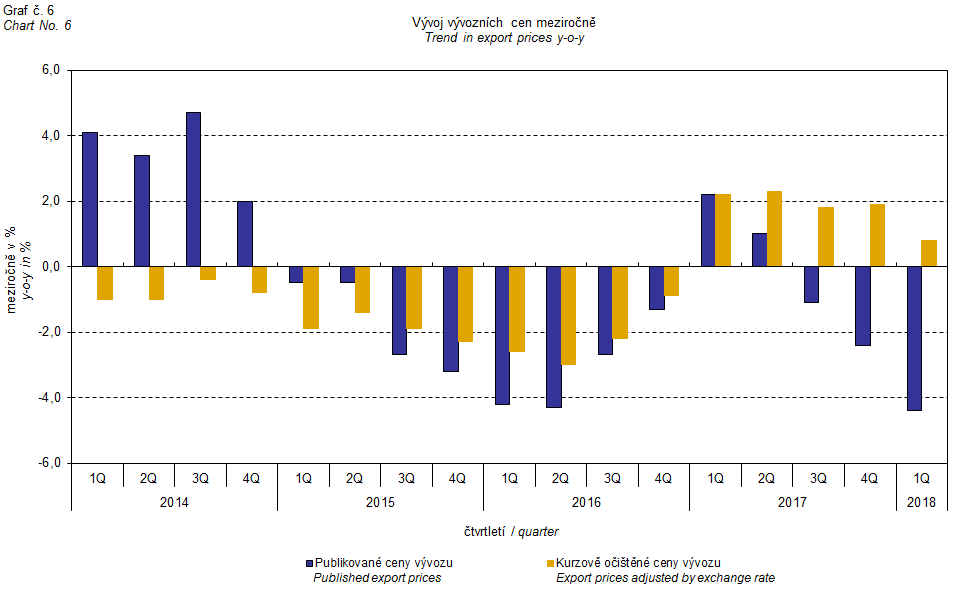 Graf č. 6
Chart No. 6
Vývoj vývozních cen meziročně
Trend in export prices y-o-y
meziročně v %
y-o-y in %
6,0
4,0
2,0
0,0
-2,0
-4,0
-6,0
1Q 2Q 3Q 4Q 1Q 2Q 3Q 4Q 1Q 2Q 3Q 4Q 1Q 2Q 3Q 4Q 1Q
2014 2015 2016 2017 2018
čtvrtletí / quarter
Publikované ceny vývozu Kurzově očištěné ceny vývozu
Published export prices Export prices adjusted by exchange rate